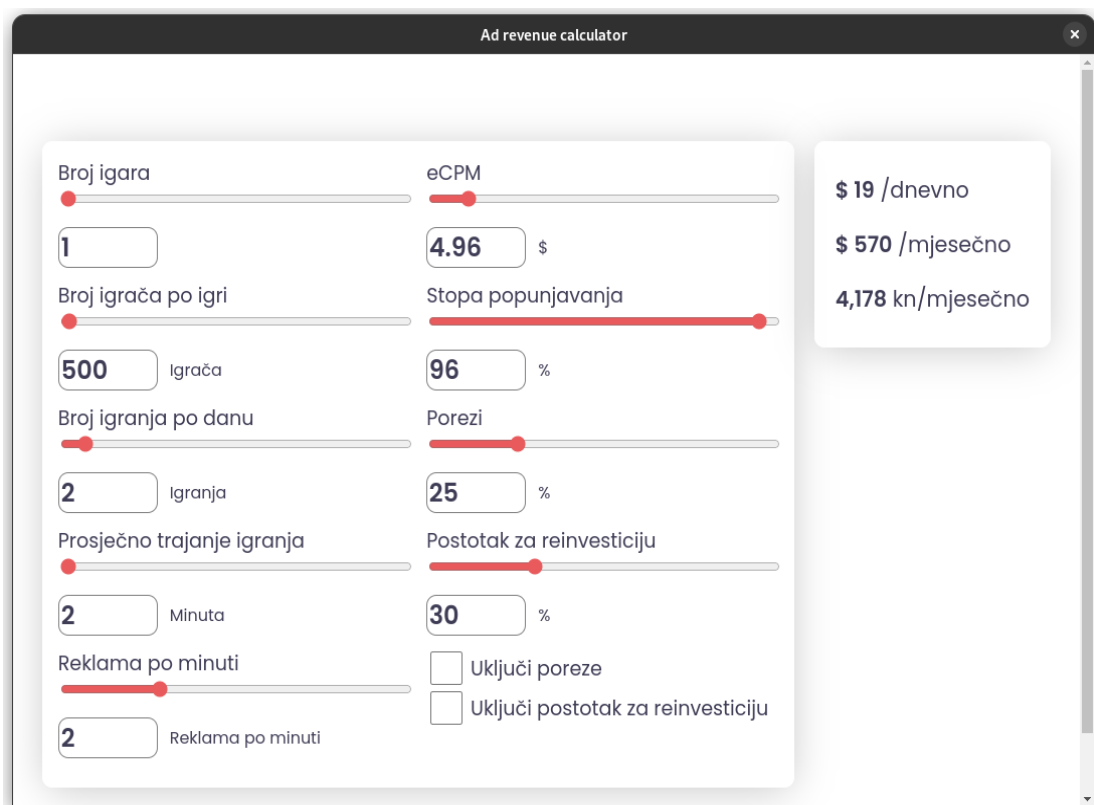 Ad revenue calculator
Broj igara
1
Broj igrača po igri
500 Igrača
Broj igranja po danu
2 Igranja
Prosječno trajanje igranja
2 Minuta
Reklama po minuti
2 Reklama po minuti
eCPM
4.96 $
Stopa popunjavanja
96 %
Porezi
25 %
Postotak za reinvesticiju
30 %
Uključi poreze
Uključi postotak za reinvesticiju
$ 19 /dnevno
$ 570 /mjesečno
4,178 kn/mjesečno